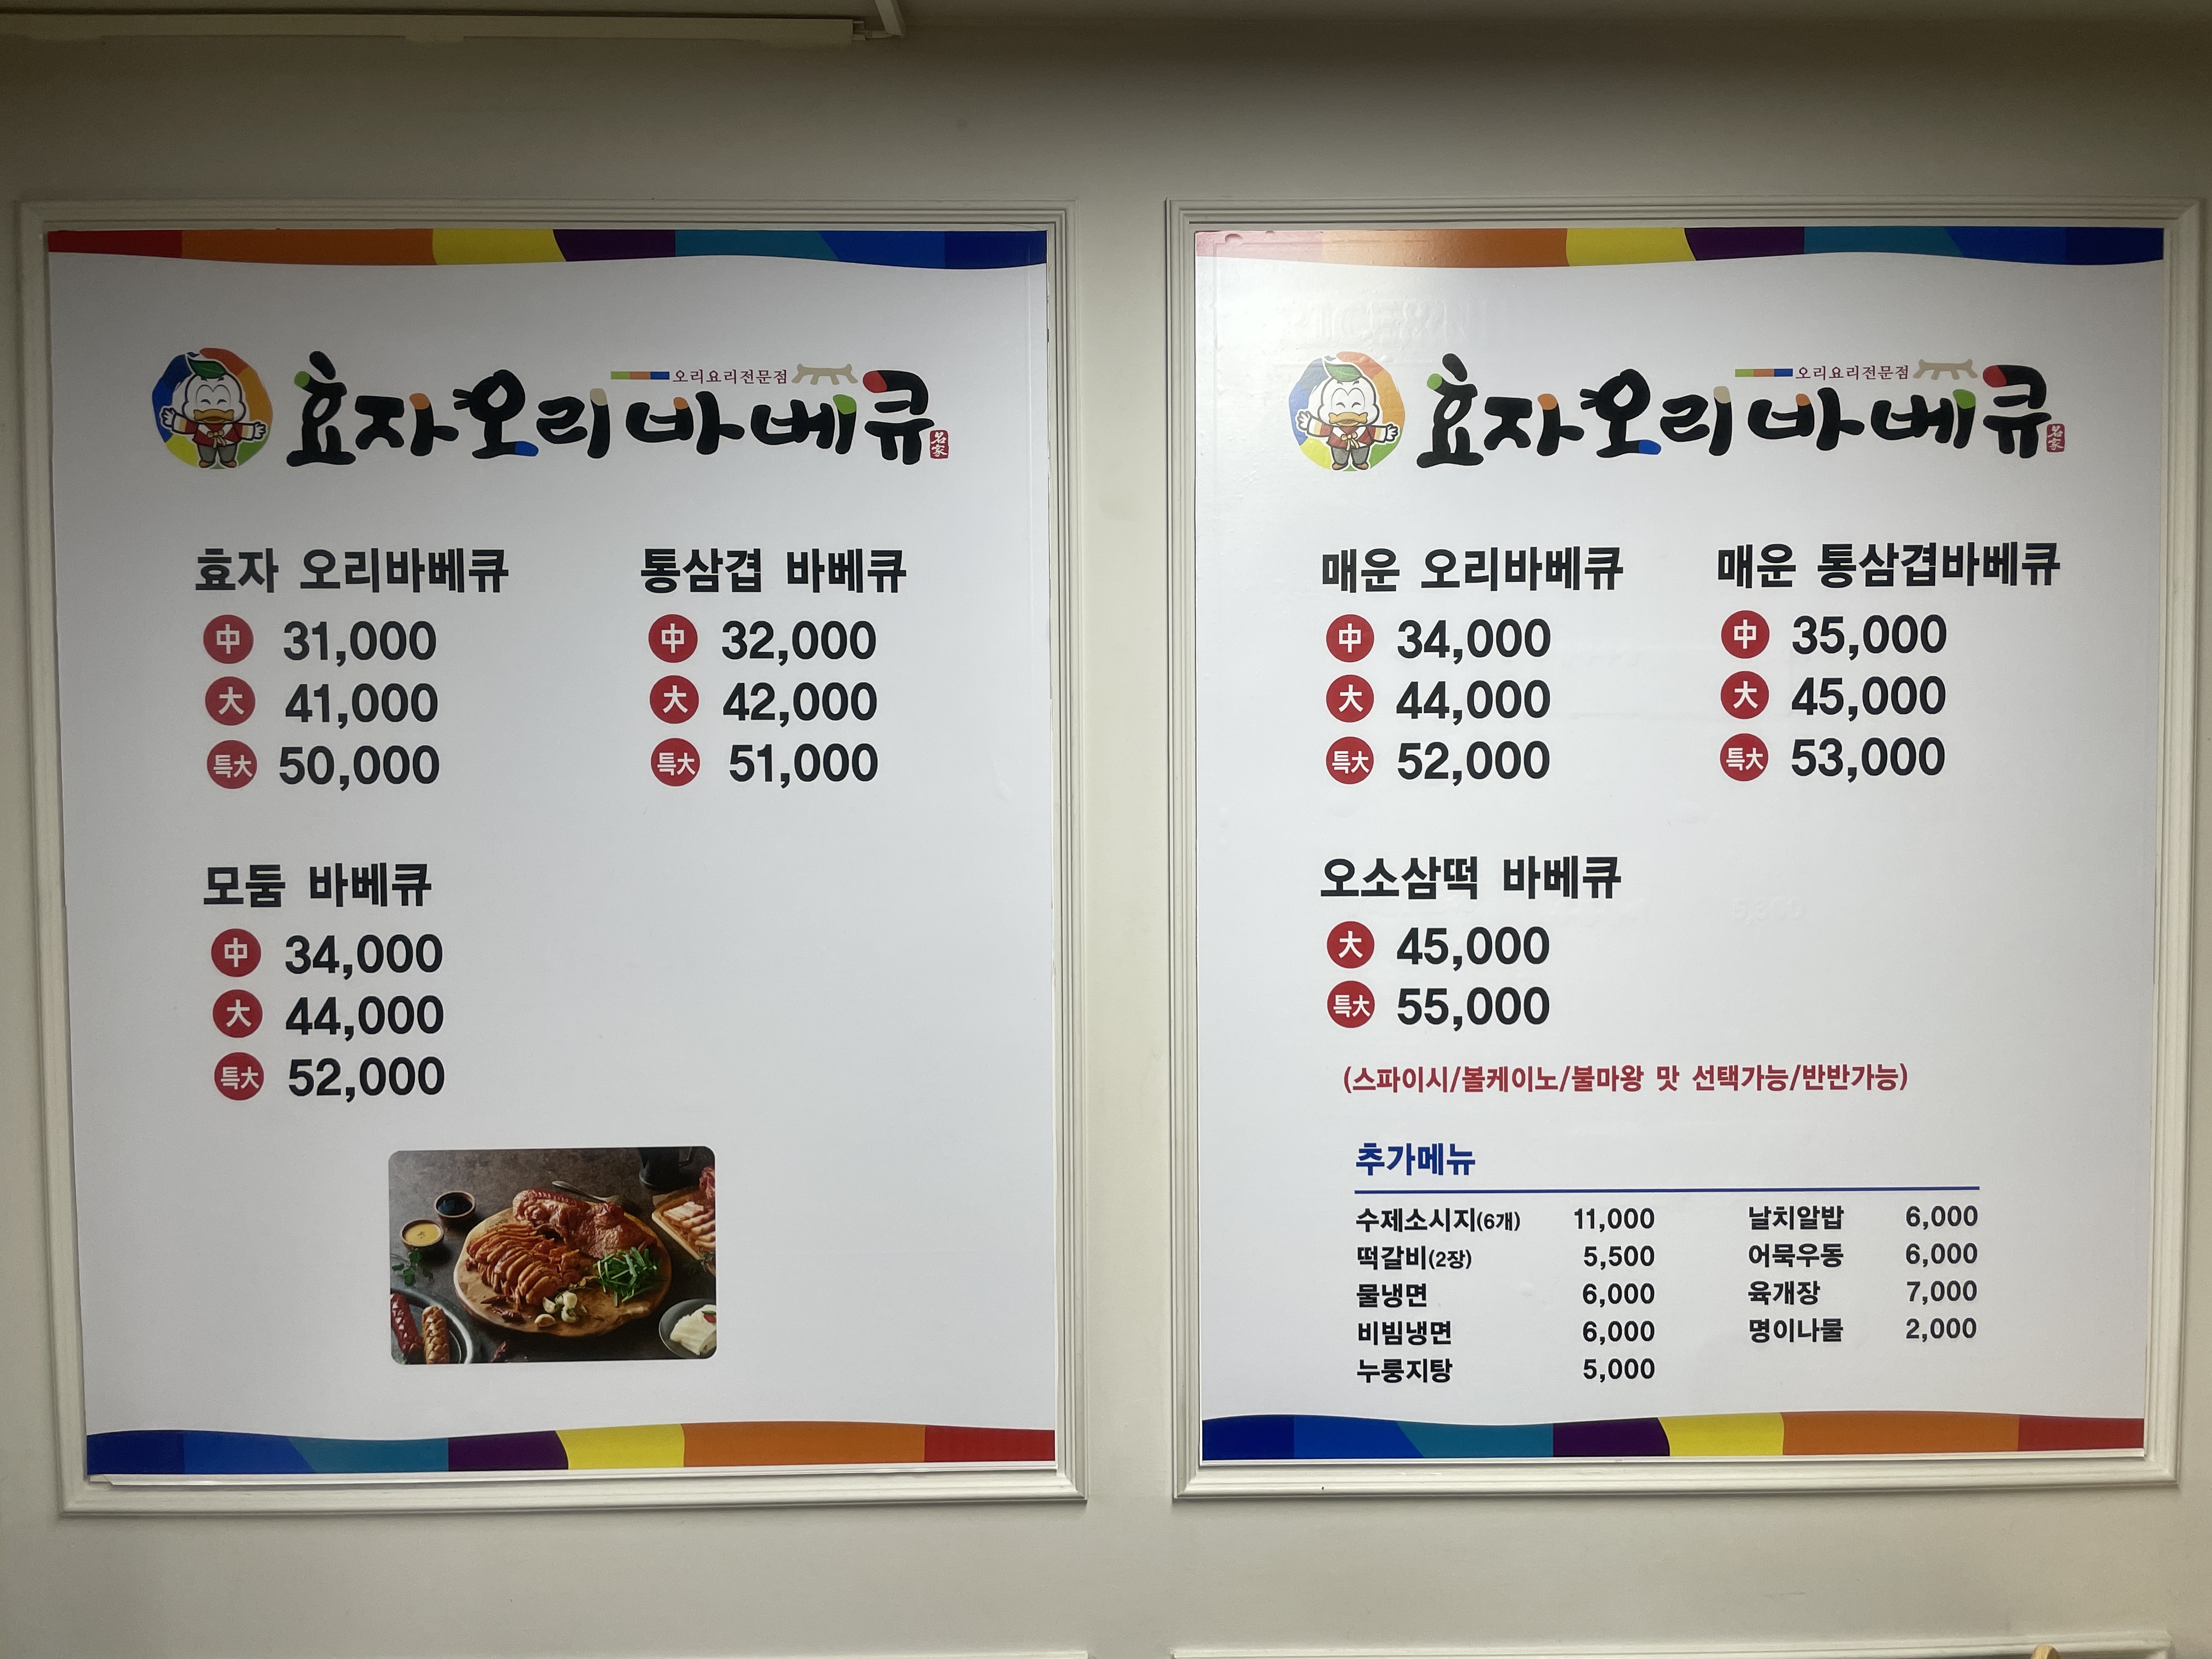 오리요리전문점
효자오리바베큐
名家
효자 오리바베큐
中 31,000
大 41,000
특大 50,000
통삼겹 바베큐
中 32,000
大 42,000
특大 51,000
모둠 바베큐
中 34,000
大 44,000
특大 52,000
오리요리전문점
효자오리바베큐
名家
매운 오리바베큐
中 34,000
大 44,000
특大 52,000
매운 통삼겹바베큐
中 35,000
大 45,000
특大 53,000
오소삼떡 바베큐
大 45,000
특大 55,000
(스파이시/볼케이노/불마왕 맛 선택가능/반반가능)
추가메뉴
수제소시지(6개) 11,000
떡갈비(2장) 5,500
물냉면 6,000
비빔냉면 6,000
누룽지탕 5,000
날치알밥 6,000
어묵우동 6,000
육개장 7,000
명이나물 2,000